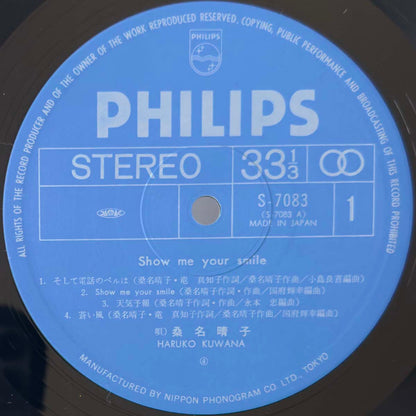 ALL RIGHTS OF THE RECORD PRODUCER AND OF THE OWNER OF THE WORK REPRODUCED RESERVED. COPYING, PUBLIC PERFORMANCE AND BROADCASTING OF THIS RECORD PROHIBITED
PHILIPS
PHILIPS
STEREO 33⅓
S-7083
(S-7083 A)
MADE IN JAPAN
1
Show me your smile
1. そして電話のベルは (桑名晴子・竜 真知子作詞/桑名晴子作曲/小島良喜編曲)
2. Show me your smile (桑名晴子作詞・作曲/国府輝幸編曲)
3. 天気予報 (桑名晴子作詞・作曲/永本 忠編曲)
4. 蒼い風 (桑名晴子・竜 真知子作詞/桑名晴子作曲/国府輝幸編曲)
唄) 桑名晴子
HARUKO KUWANA
4
MANUFACTURED BY NIPPON PHONOGRAM CO LTD., TOKYO